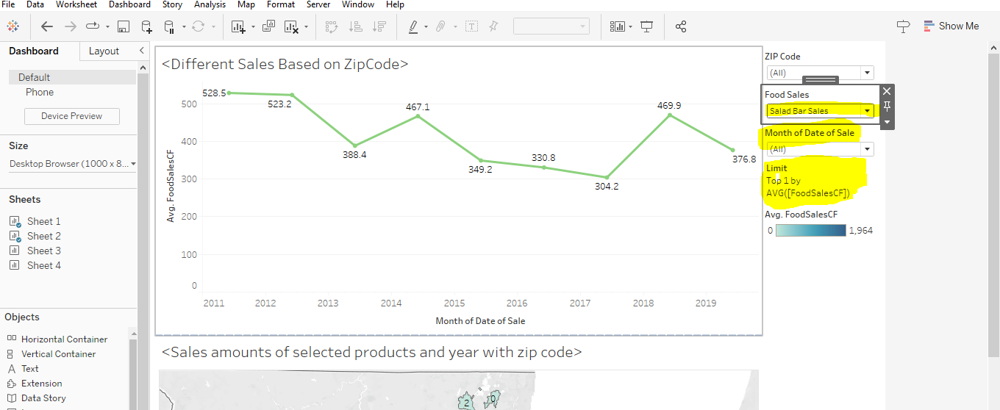 File Data Worksheet Dashboard Story Analysis Map Format Server Window Help
Show Me
Dashboard Layout
Default
Phone
Device Preview
Size
Desktop Browser (1000 x 8...
Sheets
Sheet 1
Sheet 2
Sheet 3
Sheet 4
Objects
Horizontal Container
Vertical Container
Text
Extension
Data Story
<Different Sales Based on ZipCode>
Avg. FoodSalesCF
500
400
300
200
100
0
528.5
523.2
388.4
467.1
349.2
330.8
304.2
469.9
376.8
2011 2012 2013 2014 2015 2016 2017 2018 2019
Month of Date of Sale
<Sales amounts of selected products and year with zip code>
2
0
ZIP Code
(All)
Food Sales
Salad Bar Sales
Month of Date of Sale
(All)
Limit
Top 1 by
AVG([FoodSalesCF])
Avg. FoodSalesCF
0 1,964